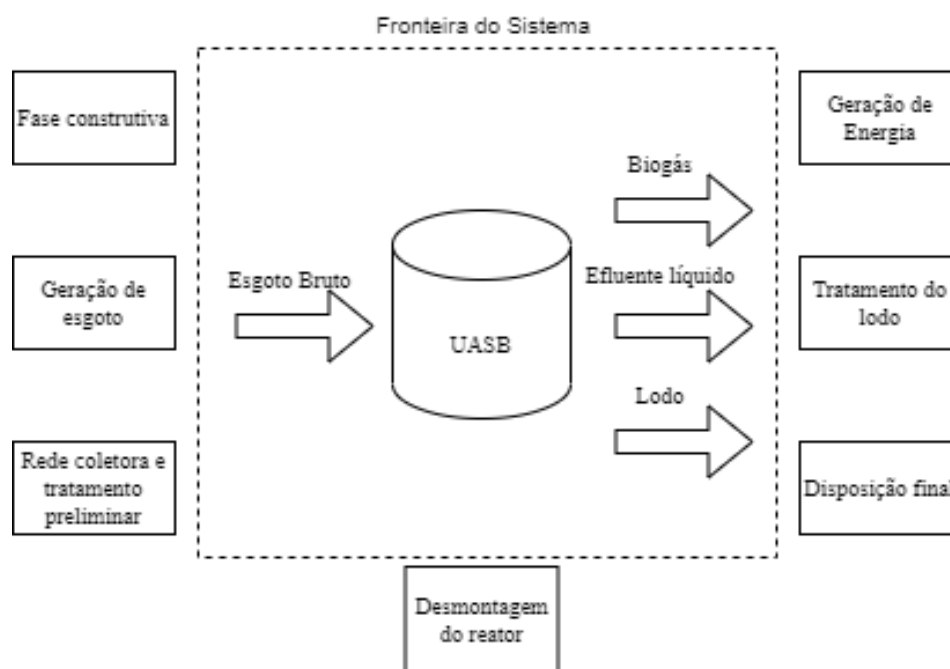 Fronteira do Sistema
Fase construtiva
Geração de
esgoto
Rede coletora e
tratamento
preliminar
Esgoto Bruto
UASB
Biogás
Efluente líquido
Lodo
Geração de
Energia
Tratamento do
lodo
Disposição final
Desmontagem
do reator